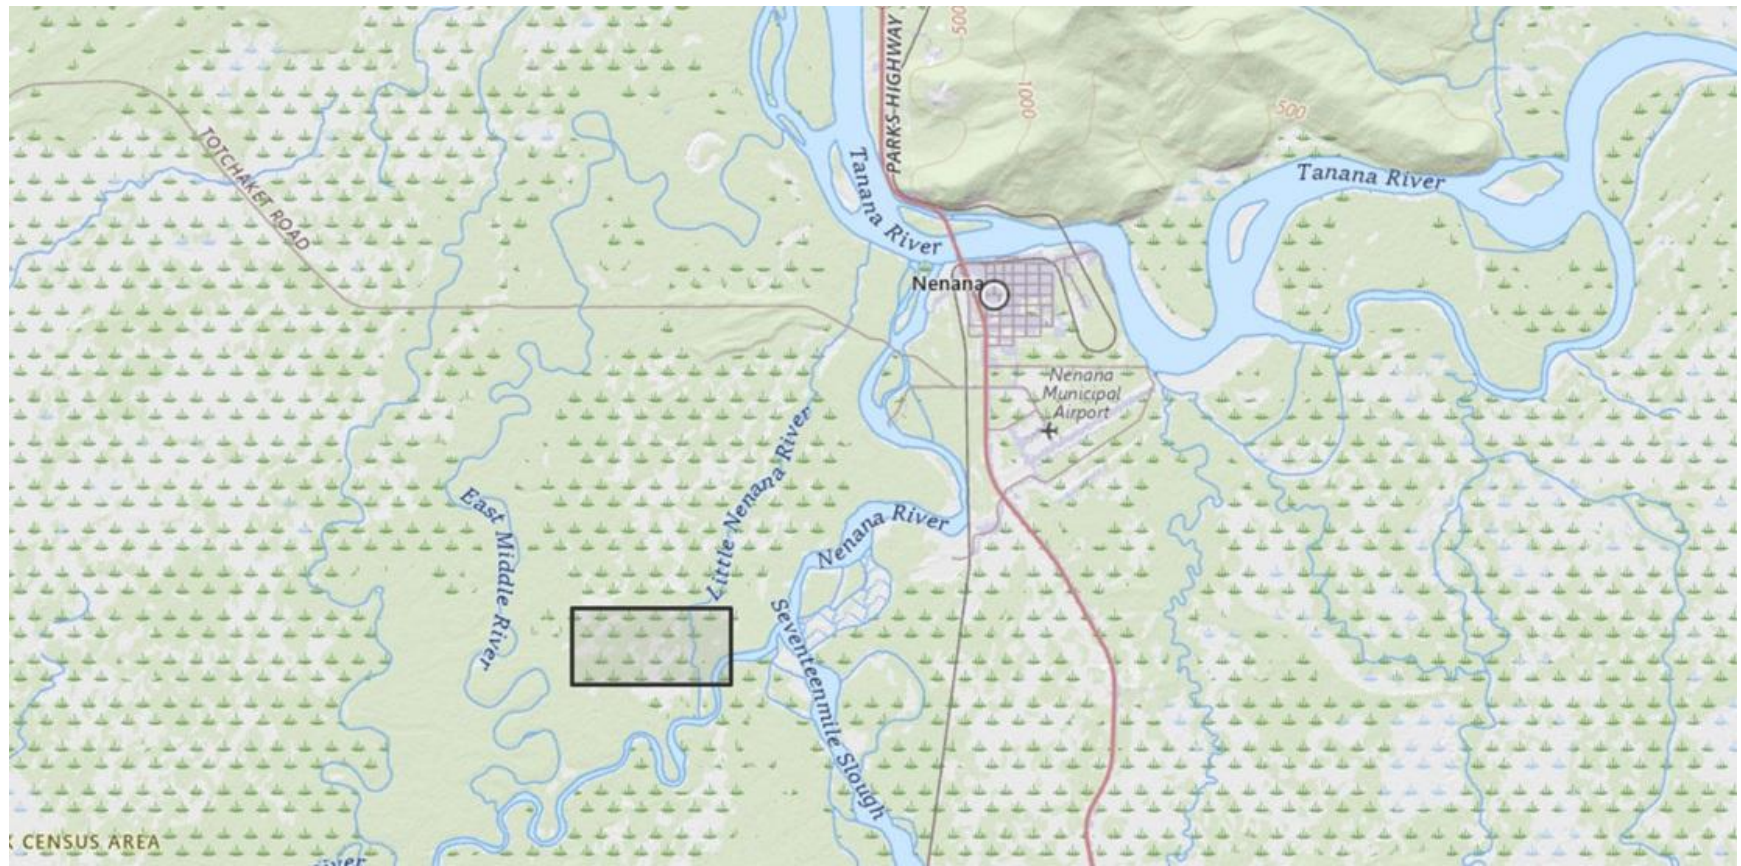 500
PARKS HIGHWAY
1000
500
TOTCHAKET ROAD
Tanana River
Tanana River
Nenana
Nenana
Municipal
Airport
Little Nenana River
East Middle River
Nenana River
Seventeenmile Slough
CENSUS AREA